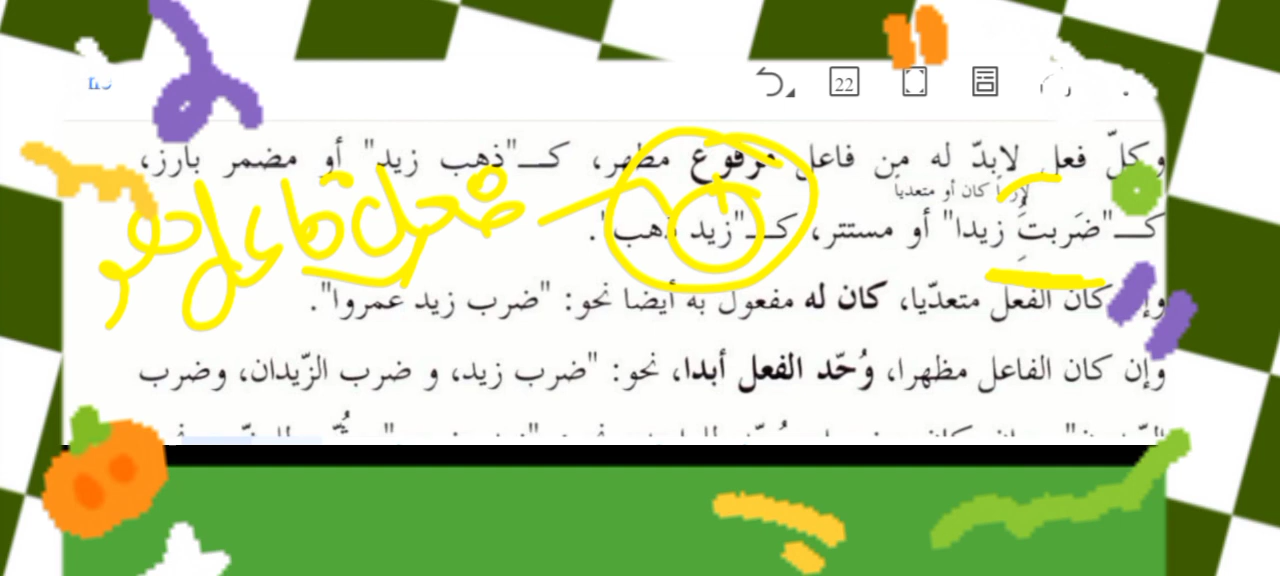 22
وكلّ فعل لابدّ له من فاعل مرفوع مظهر، كـ"ذهب زيد" أو مضمر بارز،
لازما كان أو متعديا
كـ"ضَربتَُِ زيدا" أو مستتر، كـ"زيد ذهب".
وإن كان الفعل متعدّيا، كان له مفعول به أيضا نحو: "ضرب زيد عمروا".
فعل فاعل هو
وإن كان الفاعل مظهرا، وُحّد الفعل أبدا، نحو: "ضرب زيد، و ضرب الزّيدان، وضرب